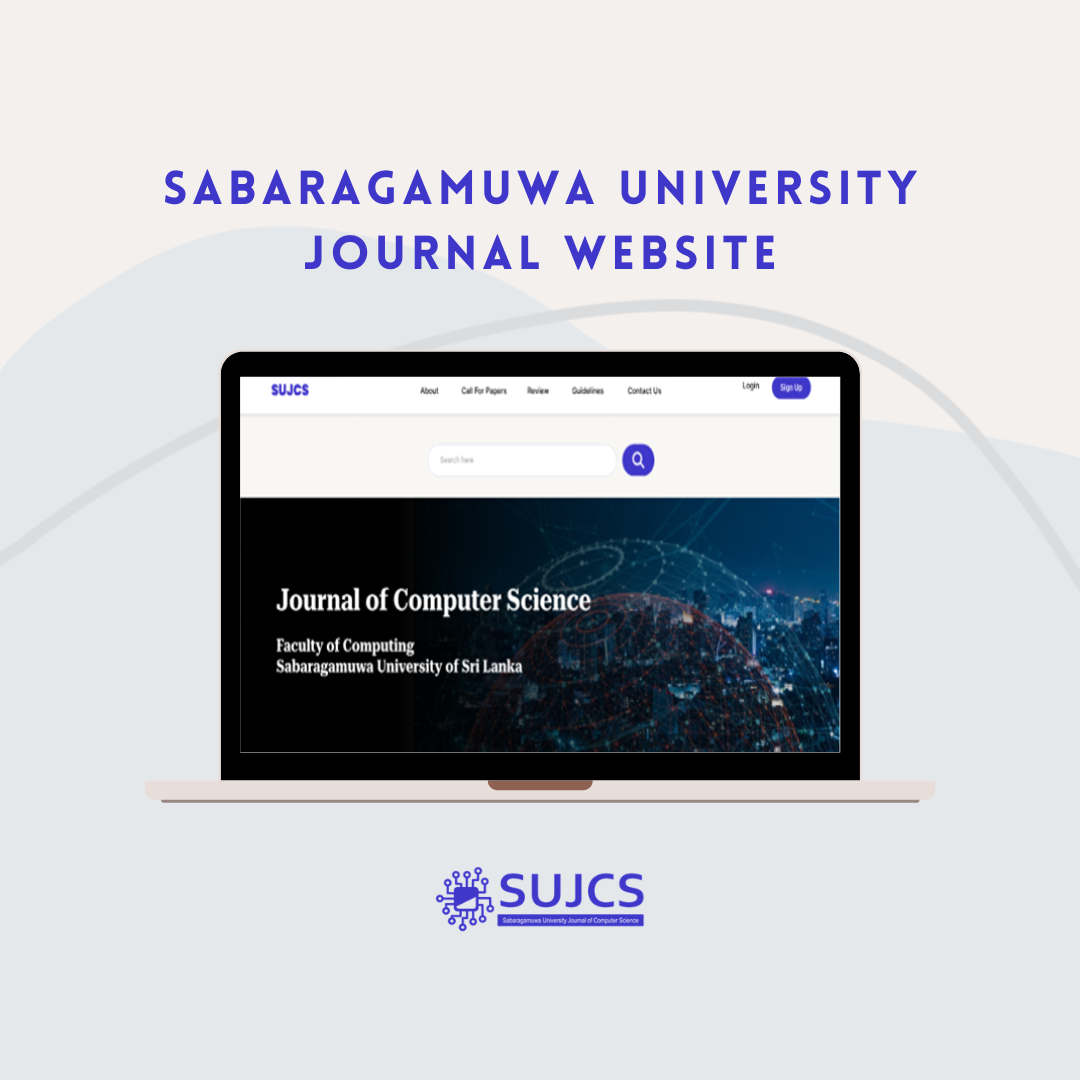 SABARAGAMUWA UNIVERSITY
JOURNAL WEBSITE
SUJCS About Call For Papers Review Guidelines Contact Us Login Sign Up
Search here
Journal of Computer Science
Faculty of Computing
Sabaragamuwa University of Sri Lanka
SUJCS
Sabaragamuwa University Journal of Computer Science